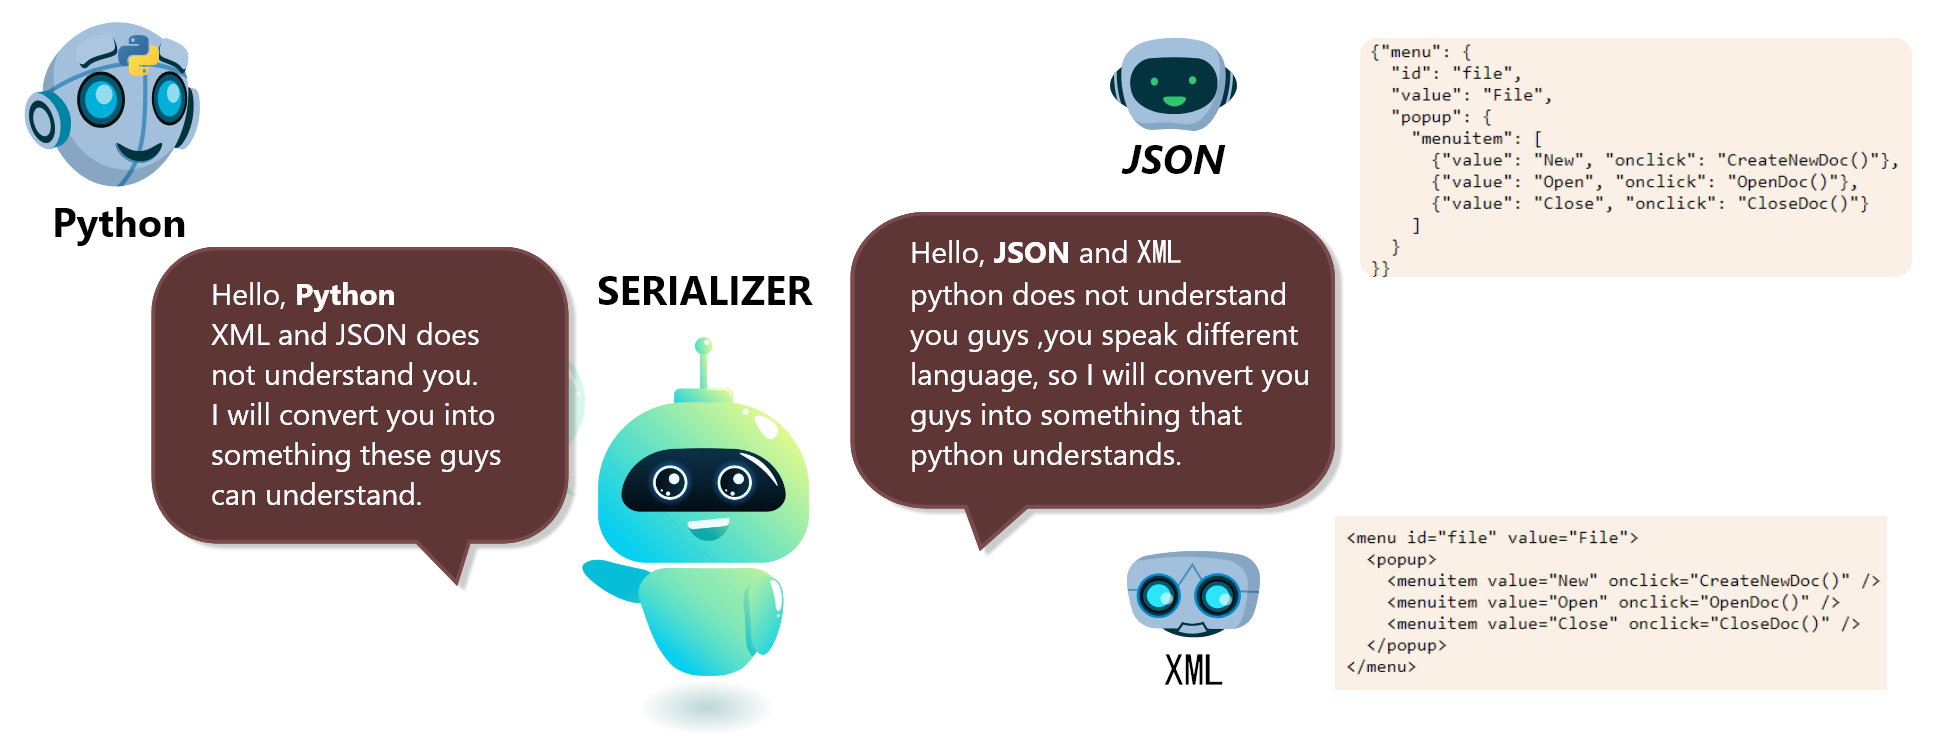 Python
Hello, Python
XML and JSON does
not understand you.
I will convert you into
something these guys
can understand.
SERIALIZER
Hello, JSON and XML
python does not understand
you guys ,you speak different
language, so I will convert you
guys into something that
python understands.
JSON
{"menu": {
  "id": "file",
  "value": "File",
  "popup": {
    "menuitem": [
      {"value": "New", "onclick": "CreateNewDoc()"},
      {"value": "Open", "onclick": "OpenDoc()"},
      {"value": "Close", "onclick": "CloseDoc()"}
    ]
  }
}}
XML
<menu id="file" value="File">
  <popup>
    <menuitem value="New" onclick="CreateNewDoc()" />
    <menuitem value="Open" onclick="OpenDoc()" />
    <menuitem value="Close" onclick="CloseDoc()" />
  </popup>
</menu>